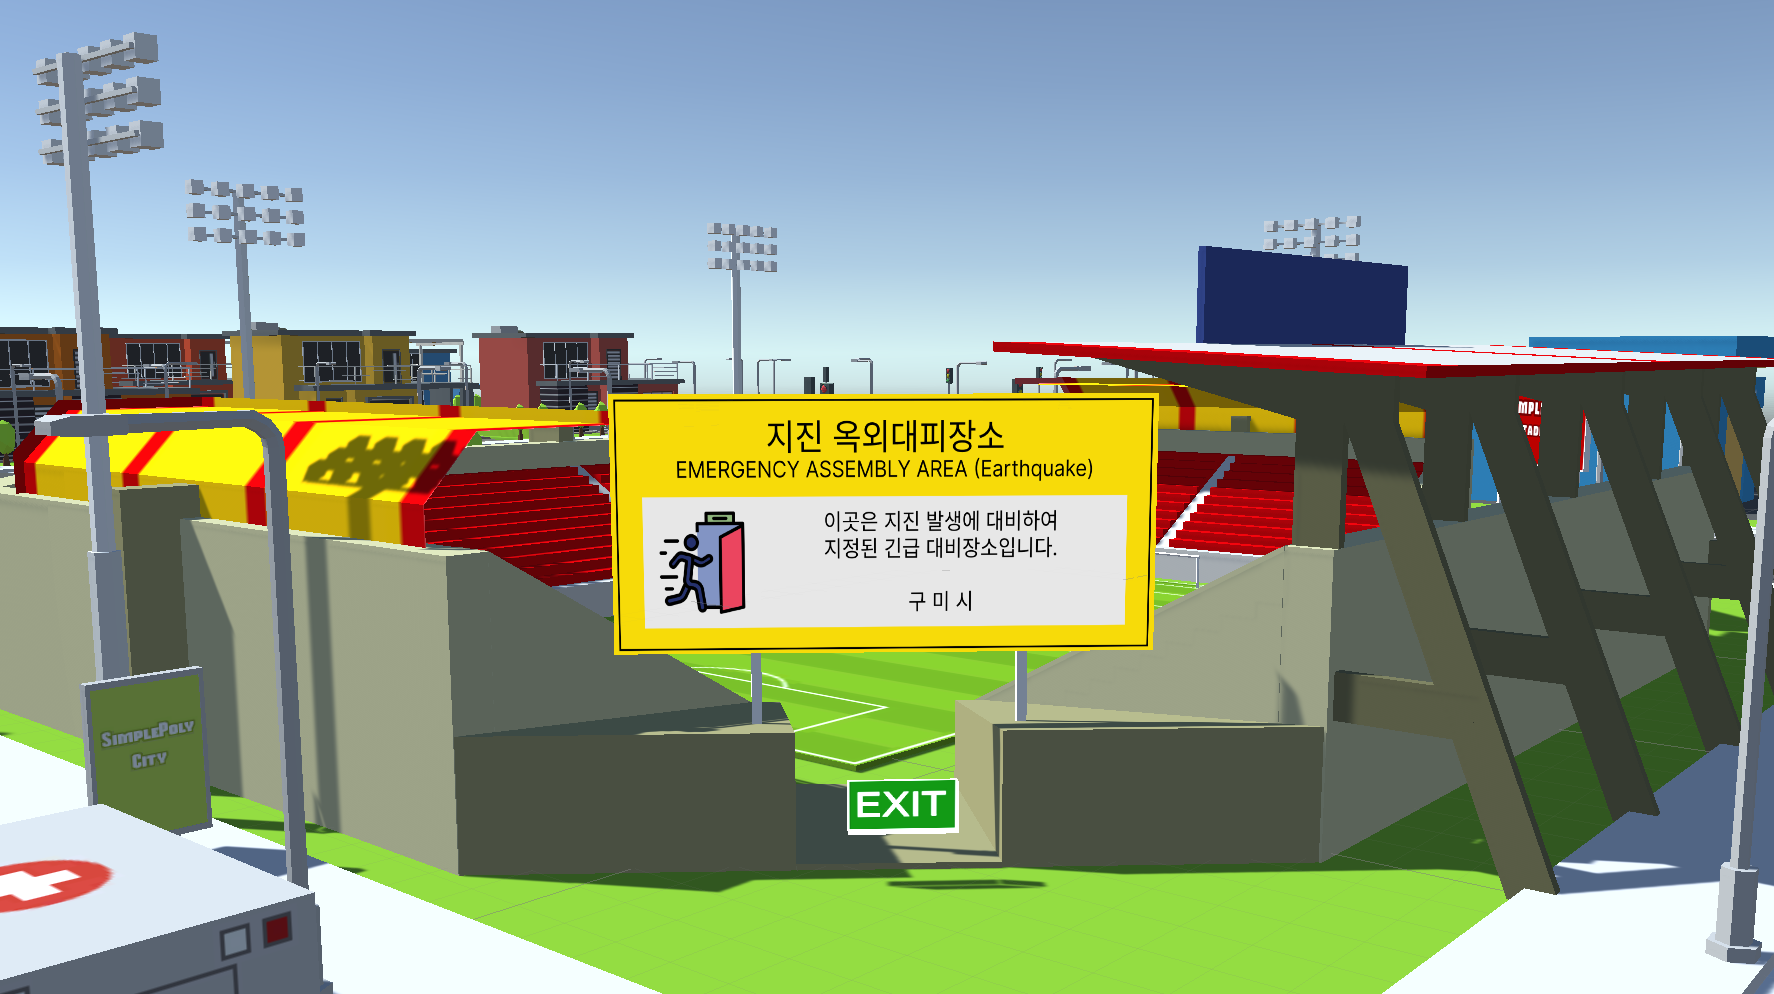 지진 옥외대피장소
EMERGENCY ASSEMBLY AREA (Earthquake)
이곳은 지진 발생에 대비하여
지정된 긴급 대비장소입니다.
구 미 시
SIMPLEPOLY
CITY
EXIT